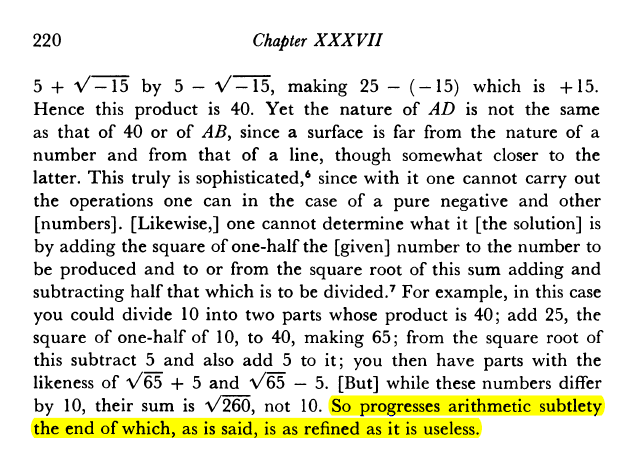 220 Chapter XXXVII
5 + √−15 by 5 − √−15, making 25 − (−15) which is +15.
Hence this product is 40. Yet the nature of AD is not the same
as that of 40 or of AB, since a surface is far from the nature of a
number and from that of a line, though somewhat closer to the
latter. This truly is sophisticated,⁶ since with it one cannot carry out
the operations one can in the case of a pure negative and other
[numbers]. [Likewise,] one cannot determine what it [the solution] is
by adding the square of one-half the [given] number to the number to
be produced and to or from the square root of this sum adding and
subtracting half that which is to be divided.⁷ For example, in this case
you could divide 10 into two parts whose product is 40; add 25, the
square of one-half of 10, to 40, making 65; from the square root of
this subtract 5 and also add 5 to it; you then have parts with the
likeness of √65 + 5 and √65 − 5. [But] while these numbers differ
by 10, their sum is √260, not 10. So progresses arithmetic subtlety
the end of which, as is said, is as refined as it is useless.